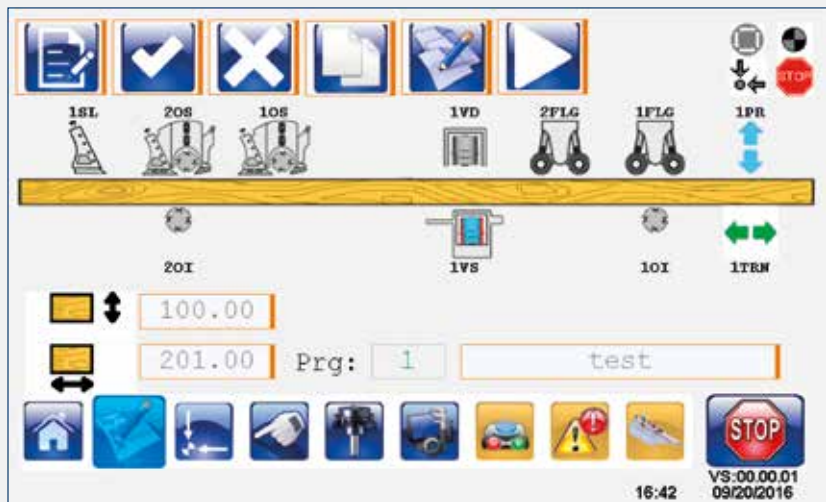 STOP
1SL 2OS 1OS 1VD 2FLG 1FLG 1PR
2OI 1VS 1OI 1TRN
100.00
201.00 Prg: 1 test
STOP
VS:00.00.01
16:42 09/20/2016